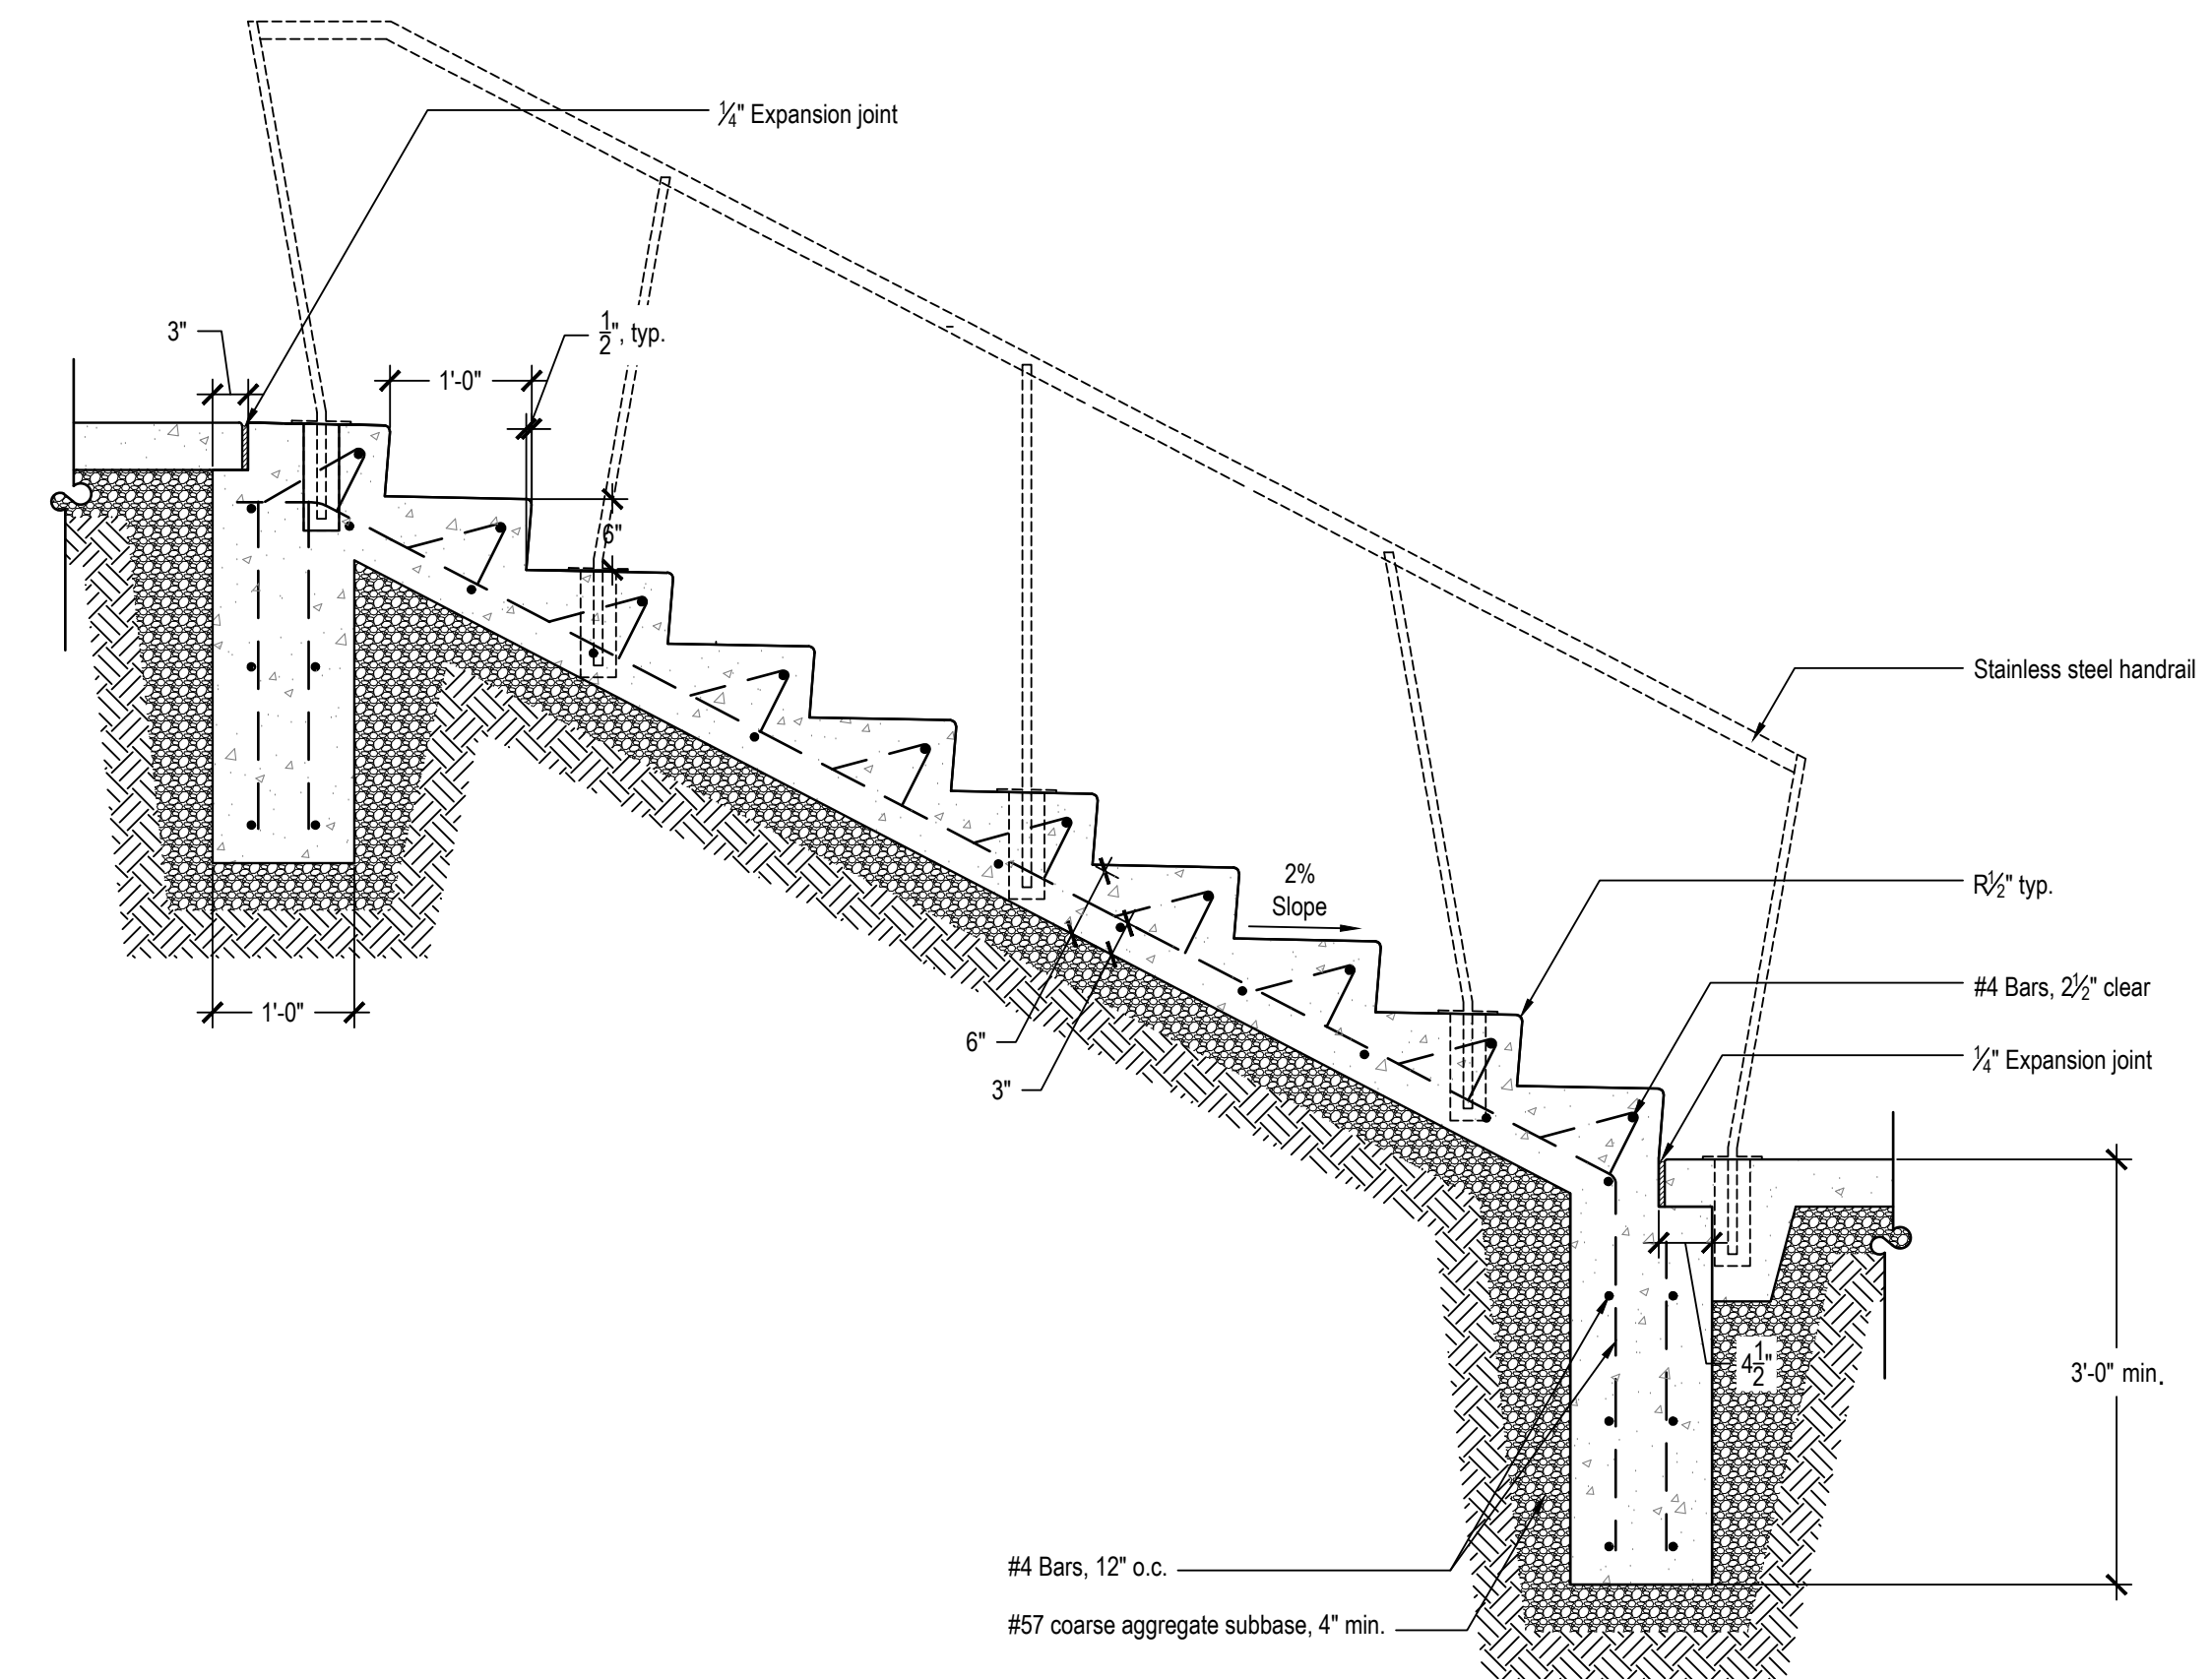 ¼" Expansion joint
3"
½", typ.
1'-0"
6"
Stainless steel handrail
2%
Slope
R½" typ.
#4 Bars, 2½" clear
1'-0"
6"
¼" Expansion joint
3"
4½"
3'-0" min.
#4 Bars, 12" o.c.
#57 coarse aggregate subbase, 4" min.